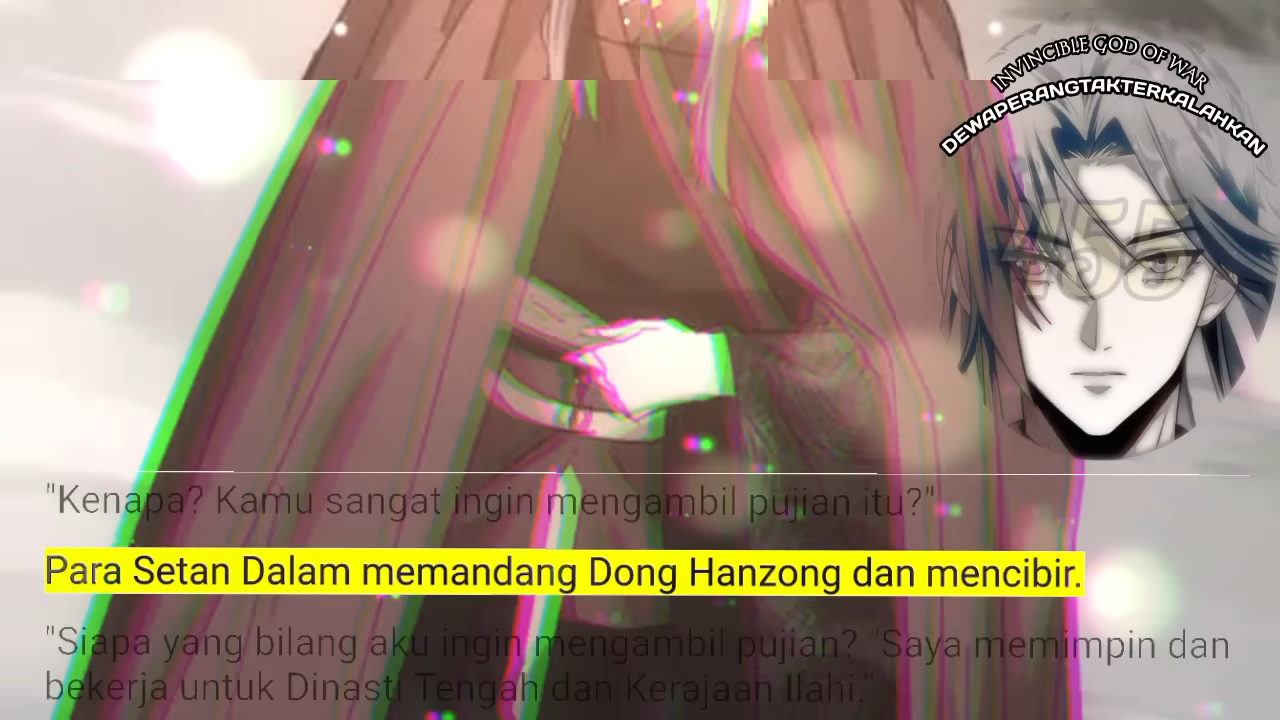 INVINCIBLE GOD OF WAR
DEWAPERANGTAKTERKALAHKAN
"Kenapa? Kamu sangat ingin mengambil pujian itu?"
Para Setan Dalam memandang Dong Hanzong dan mencibir.
"Siapa yang bilang aku ingin mengambil pujian? "Saya memimpin dan
bekerja untuk Dinasti Tengah dan Kerajaan Ilahi."